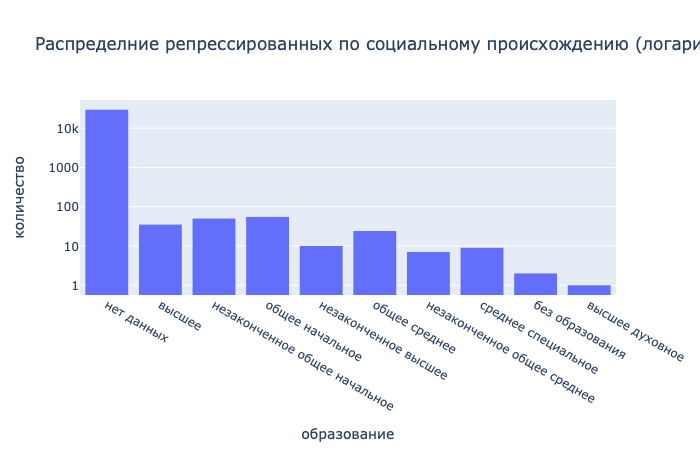 Распределние репрессированных по социальному происхождению (логари
количество
10k
1000
100
10
1
нет данных
высшее
незаконченное общее начальное
общее начальное
незаконченное высшее
общее среднее
незаконченное общее среднее
среднее специальное
без образования
высшее духовное
образование